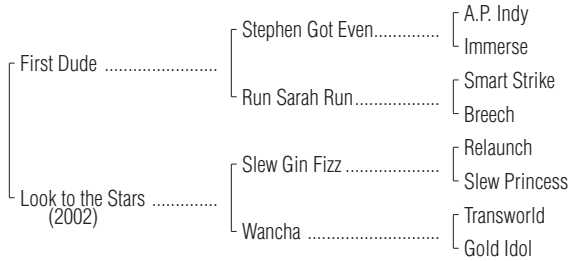 Stephen Got Even.............. A.P. Indy
Immerse
First Dude ........................
Run Sarah Run.................. Smart Strike
Breech
Slew Gin Fizz .................... Relaunch
Slew Princess
Look to the Stars ..............
(2002)
Wancha ............................ Transworld
Gold Idol